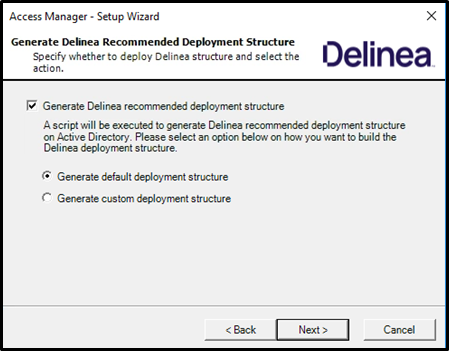 Access Manager - Setup Wizard
Generate Delinea Recommended Deployment Structure
Specify whether to deploy Delinea structure and select the
action.
Delinea
Generate Delinea recommended deployment structure
A script will be executed to generate Delinea recommended deployment structure
on Active Directory. Please select an option below on how you want to build the
Delinea deployment structure.
Generate default deployment structure
Generate custom deployment structure
< Back Next > Cancel